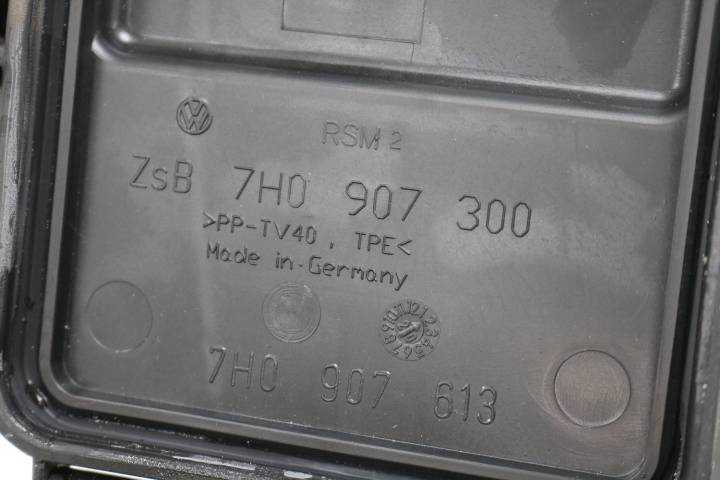 RSM 2
ZsB 7H0 907 300
>PP-TV40, TPE<
Made in Germany
7H0 907 613